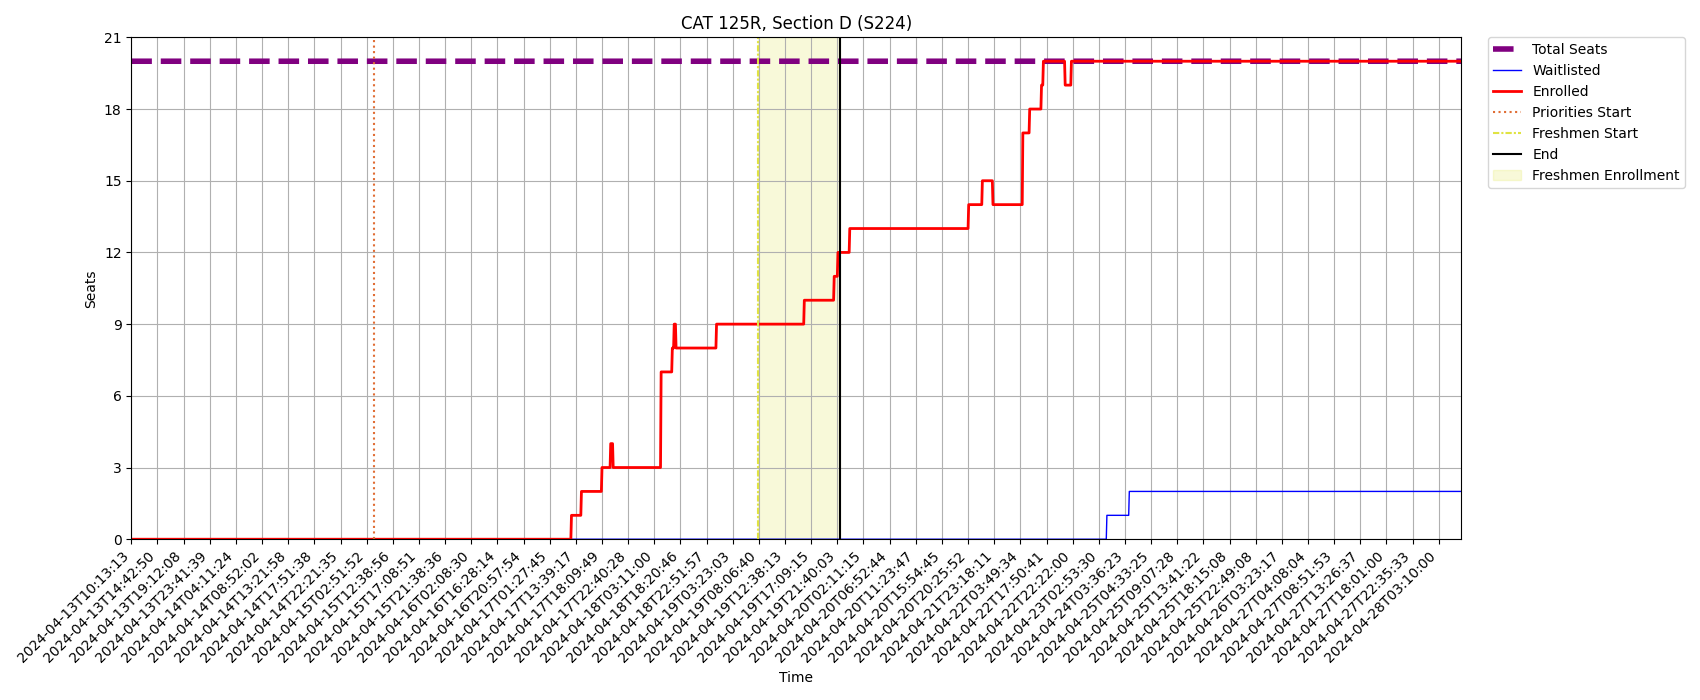 CAT 125R, Section D (S224)
21
18
15
12
9
6
3
0
Seats
2024-04-13T10:13:13
2024-04-13T14:42:50
2024-04-13T19:12:08
2024-04-13T23:41:39
2024-04-14T04:11:24
2024-04-14T08:52:02
2024-04-14T13:21:58
2024-04-14T17:51:38
2024-04-14T22:21:35
2024-04-15T02:51:52
2024-04-15T12:38:56
2024-04-15T17:08:51
2024-04-15T21:38:36
2024-04-16T02:08:30
2024-04-16T16:28:14
2024-04-16T20:57:54
2024-04-17T01:27:45
2024-04-17T13:39:17
2024-04-17T18:09:49
2024-04-17T22:40:28
2024-04-18T03:11:00
2024-04-18T18:20:46
2024-04-18T22:51:57
2024-04-19T03:23:03
2024-04-19T08:06:40
2024-04-19T12:38:13
2024-04-19T17:09:15
2024-04-19T21:40:03
2024-04-20T02:11:15
2024-04-20T06:52:44
2024-04-20T11:23:47
2024-04-20T15:54:45
2024-04-20T20:25:52
2024-04-21T23:18:11
2024-04-22T03:49:34
2024-04-22T17:50:41
2024-04-22T22:22:00
2024-04-23T02:53:30
2024-04-24T03:36:23
2024-04-25T04:33:25
2024-04-25T09:07:28
2024-04-25T13:41:22
2024-04-25T18:15:08
2024-04-25T22:49:08
2024-04-26T03:23:17
2024-04-27T04:08:04
2024-04-27T08:51:53
2024-04-27T13:26:37
2024-04-27T18:01:00
2024-04-27T22:35:33
2024-04-28T03:10:00
Time
Total Seats
Waitlisted
Enrolled
Priorities Start
Freshmen Start
End
Freshmen Enrollment